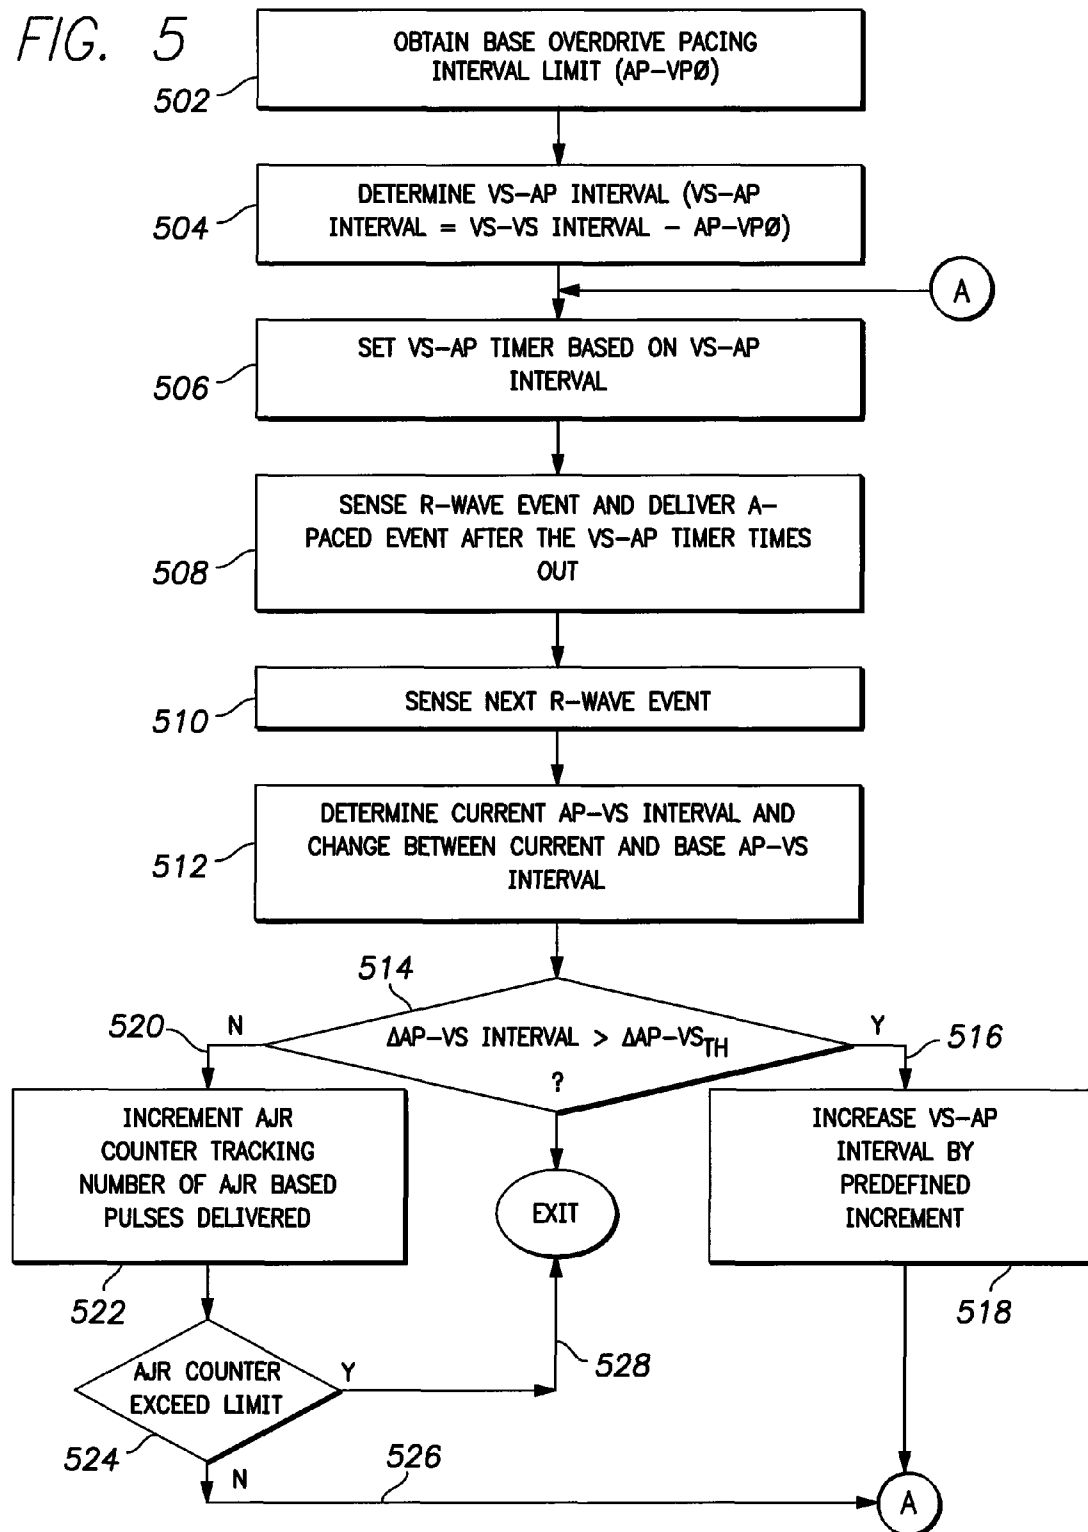 FIG. 5
OBTAIN BASE OVERDRIVE PACING
INTERVAL LIMIT (AP-VPØ)
502
DETERMINE VS-AP INTERVAL (VS-AP
INTERVAL = VS-VS INTERVAL - AP-VPØ)
504
A
SET VS-AP TIMER BASED ON VS-AP
INTERVAL
506
SENSE R-WAVE EVENT AND DELIVER A-
PACED EVENT AFTER THE VS-AP TIMER TIMES
OUT
508
SENSE NEXT R-WAVE EVENT
510
DETERMINE CURRENT AP-VS INTERVAL AND
CHANGE BETWEEN CURRENT AND BASE AP-VS
INTERVAL
512
514
ΔAP-VS INTERVAL > ΔAP-VSTH
?
520
N
Y
516
INCREMENT AJR
COUNTER TRACKING
NUMBER OF AJR BASED
PULSES DELIVERED
522
EXIT
INCREASE VS-AP
INTERVAL BY
PREDEFINED
INCREMENT
518
AJR COUNTER
EXCEED LIMIT
524
Y
528
N
526
A